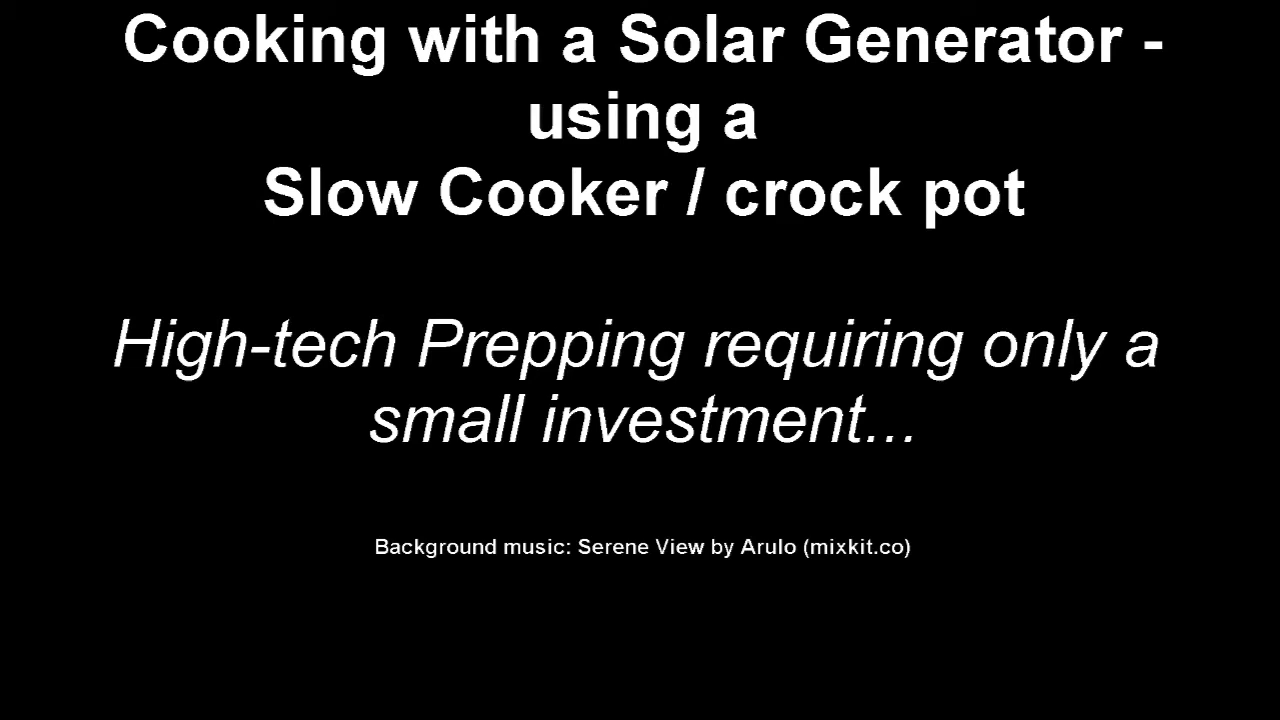 Cooking with a Solar Generator -
using a
Slow Cooker / crock pot
High-tech Prepping requiring only a
small investment...
Background music: Serene View by Arulo (mixkit.co)